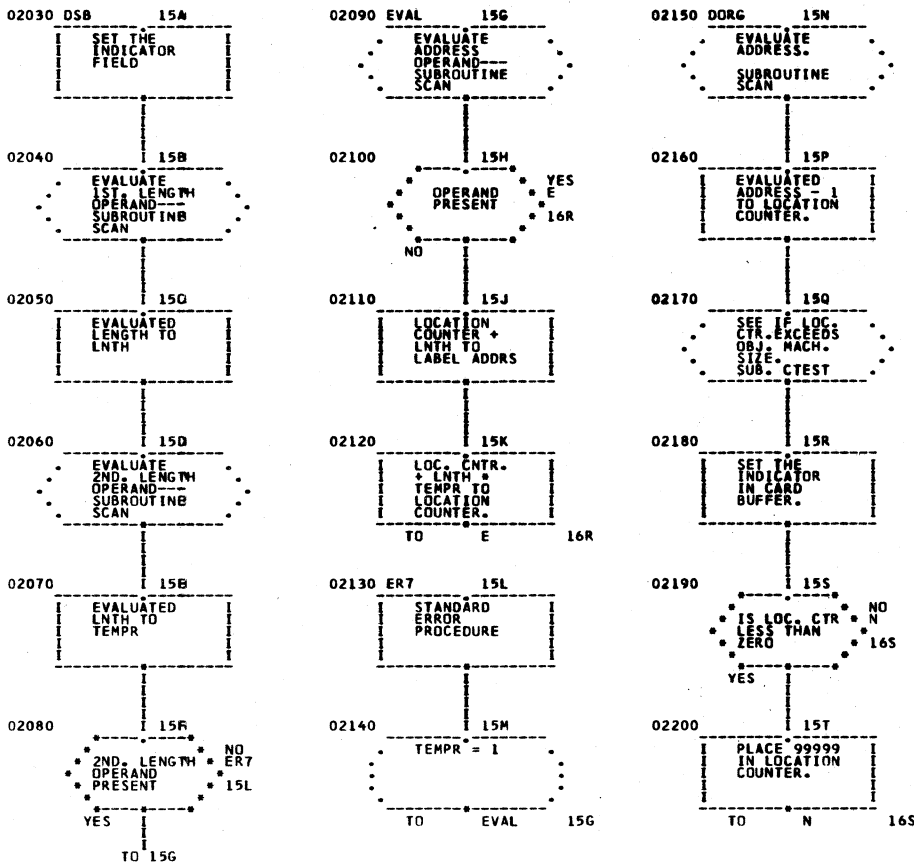 02030 DSB 15A
SET THE
INDICATOR
FIELD
02040 15B
EVALUATE
1ST. LENGTH
OPERAND---
SUBROUTINE
SCAN
02050 15C
EVALUATED
LENGTH TO
LNTH
02060 15D
EVALUATE
2ND. LENGTH
OPERAND---
SUBROUTINE
SCAN
02070 15E
EVALUATED
LNTH TO
TEMPR
02080 15F
2ND. LENGTH
OPERAND
PRESENT
NO
ER7
15L
YES
TO 15G
02090 EVAL 15G
EVALUATE
ADDRESS
OPERAND---
SUBROUTINE
SCAN
02100 15H
OPERAND
PRESENT
YES
E
16R
NO
02110 15J
LOCATION
COUNTER +
LNTH TO
LABEL ADDRS
02120 15K
LOC. CNTR.
+ LNTH *
TEMPR TO
LOCATION
COUNTER.
TO E 16R
02130 ER7 15L
STANDARD
ERROR
PROCEDURE
02140 15M
TEMPR = 1
TO EVAL 15G
02150 DORG 15N
EVALUATE
ADDRESS.
SUBROUTINE
SCAN
02160 15P
EVALUATED
ADDRESS - 1
TO LOCATION
COUNTER.
02170 15Q
SEE IF LOC.
CTR.EXCEEDS
OBJ. MACH.
SIZE.
SUB. CTEST
02180 15R
SET THE
INDICATOR
IN CARD
BUFFER.
02190 15S
IS LOC. CTR
LESS THAN
ZERO
NO
N
16S
YES
02200 15T
PLACE 99999
IN LOCATION
COUNTER.
TO N 16S